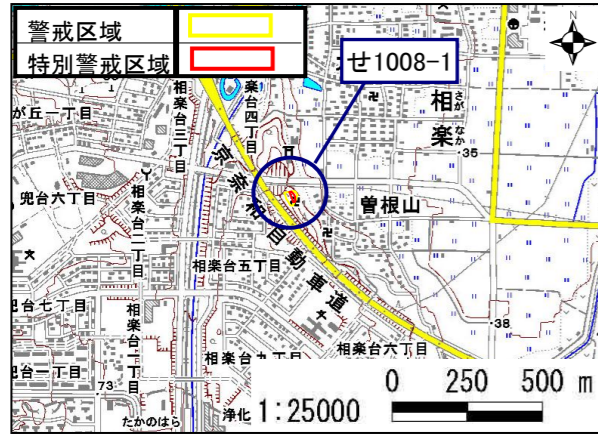 警戒区域
特別警戒区域
せ1008-1
N
相楽台四丁目
相楽台三丁目
が丘一丁目
相楽
さが
なか
・35
京奈和自動車道
兜台六丁目
相楽台二丁目
曽根山
相楽台五丁目
兜台七丁目
・38
相楽台一丁目
相楽台六丁目
相楽台九丁目
兜台一丁目
73
たかのはら
浄化
1:25000
0 250 500 m